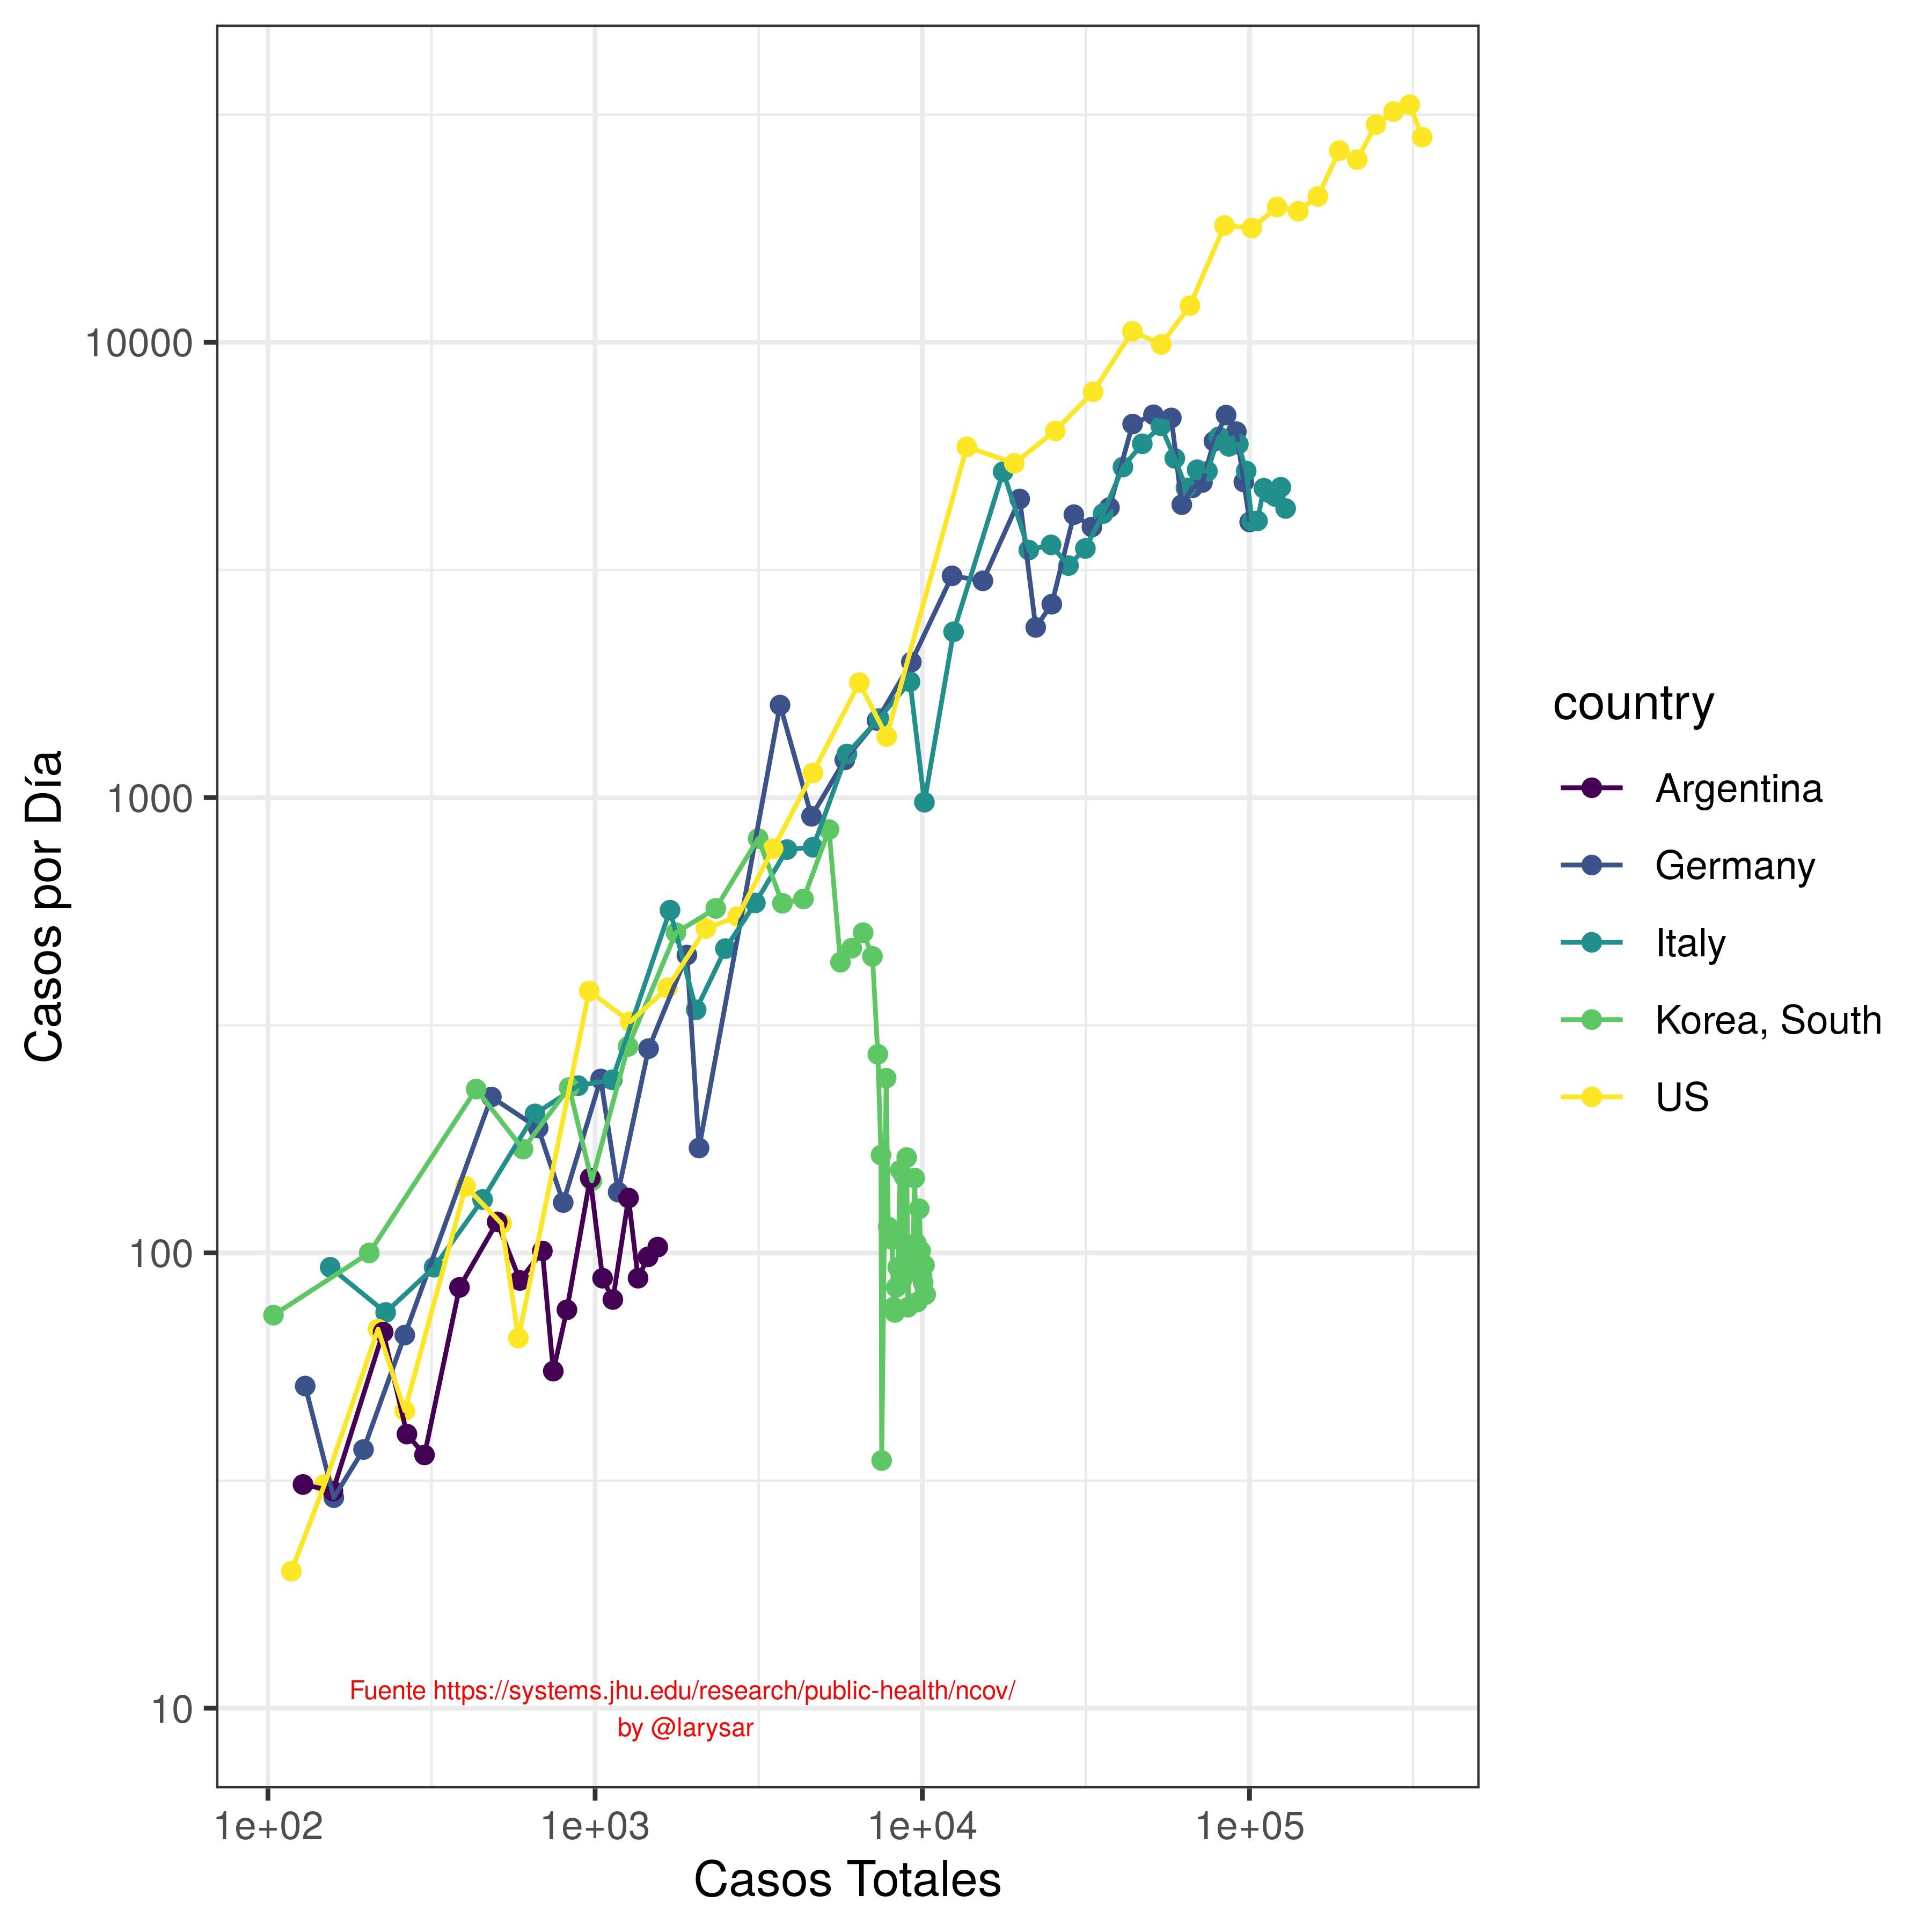 Casos por Día
10000
1000
100
10
1e+02 1e+03 1e+04 1e+05
Casos Totales
Fuente https://systems.jhu.edu/research/public-health/ncov/
by @larysar
country
Argentina
Germany
Italy
Korea, South
US